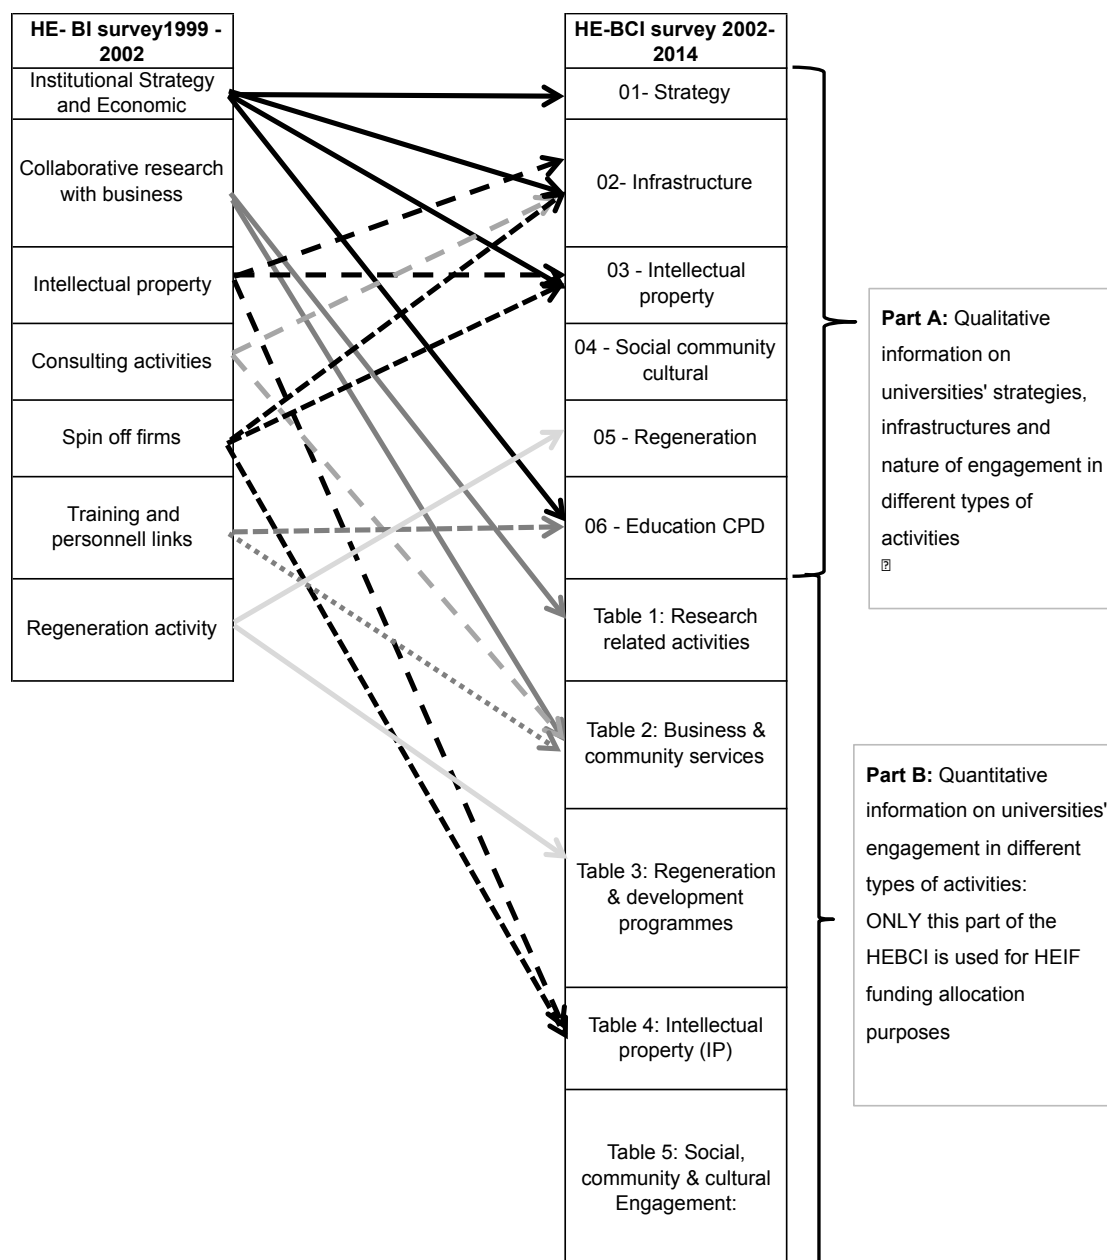 HE- BI survey1999 -
2002
Institutional Strategy
and Economic
Collaborative research
with business
Intellectual property
Consulting activities
Spin off firms
Training and
personnell links
Regeneration activity
HE-BCI survey 2002-
2014
01- Strategy
02- Infrastructure
03 - Intellectual
property
04 - Social community
cultural
05 - Regeneration
06 - Education CPD
Table 1: Research
related activities
Table 2: Business &
community services
Table 3: Regeneration
& development
programmes
Table 4: Intellectual
property (IP)
Table 5: Social,
community & cultural
Engagement:
Part A: Qualitative
information on
universities' strategies,
infrastructures and
nature of engagement in
different types of
activities
Part B: Quantitative
information on universities'
engagement in different
types of activities:
ONLY this part of the
HEBCI is used for HEIF
funding allocation
purposes